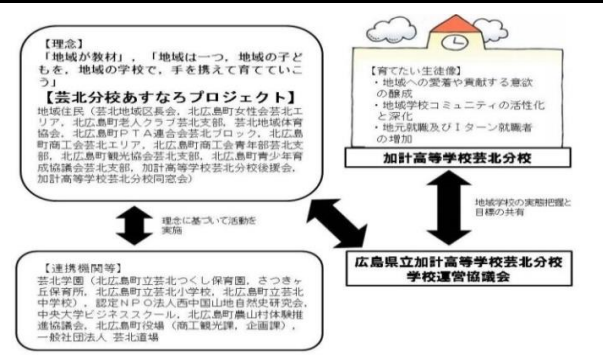 【理念】
「地域が教材」，「地域は一つ，地域の子ど
もを，地域の学校で，手を携えて育てていこ
う」
【芸北分校あすなろプロジェクト】
地域住民（芸北地域区長会，北広島町女性会芸北エ
リア，北広島町老人クラブ芸北支部，芸北地域体育
協会，北広島町ＰＴＡ連合会芸北ブロック，北広島
町商工会芸北エリア，北広島町商工会青年部芸北支
部，北広島町観光協会芸北支部，北広島町青少年育
成協議会芸北支部，加計高等学校芸北分校後援会，
加計高等学校芸北分校同窓会）
理念に基づいて活動を
実施
【連携機関等】
芸北学園（北広島町立芸北つくし保育園，さつきヶ
丘保育所，北広島町立芸北小学校，北広島町立芸北
中学校），認定ＮＰＯ法人西中国山地自然史研究会，
中央大学ビジネススクール，北広島町農山村体験推
進協議会，北広島町役場（商工観光課，企画課），
一般社団法人 芸北道場
【育てたい生徒像】
・地域への愛着や貢献する意欲
の醸成
・地域学校コミュニティの活性化
と深化
・地元就職及びＩターン就職者
の増加
加計高等学校芸北分校
地域学校の実態把握と
目標の共有
広島県立加計高等学校芸北分校
学校運営協議会